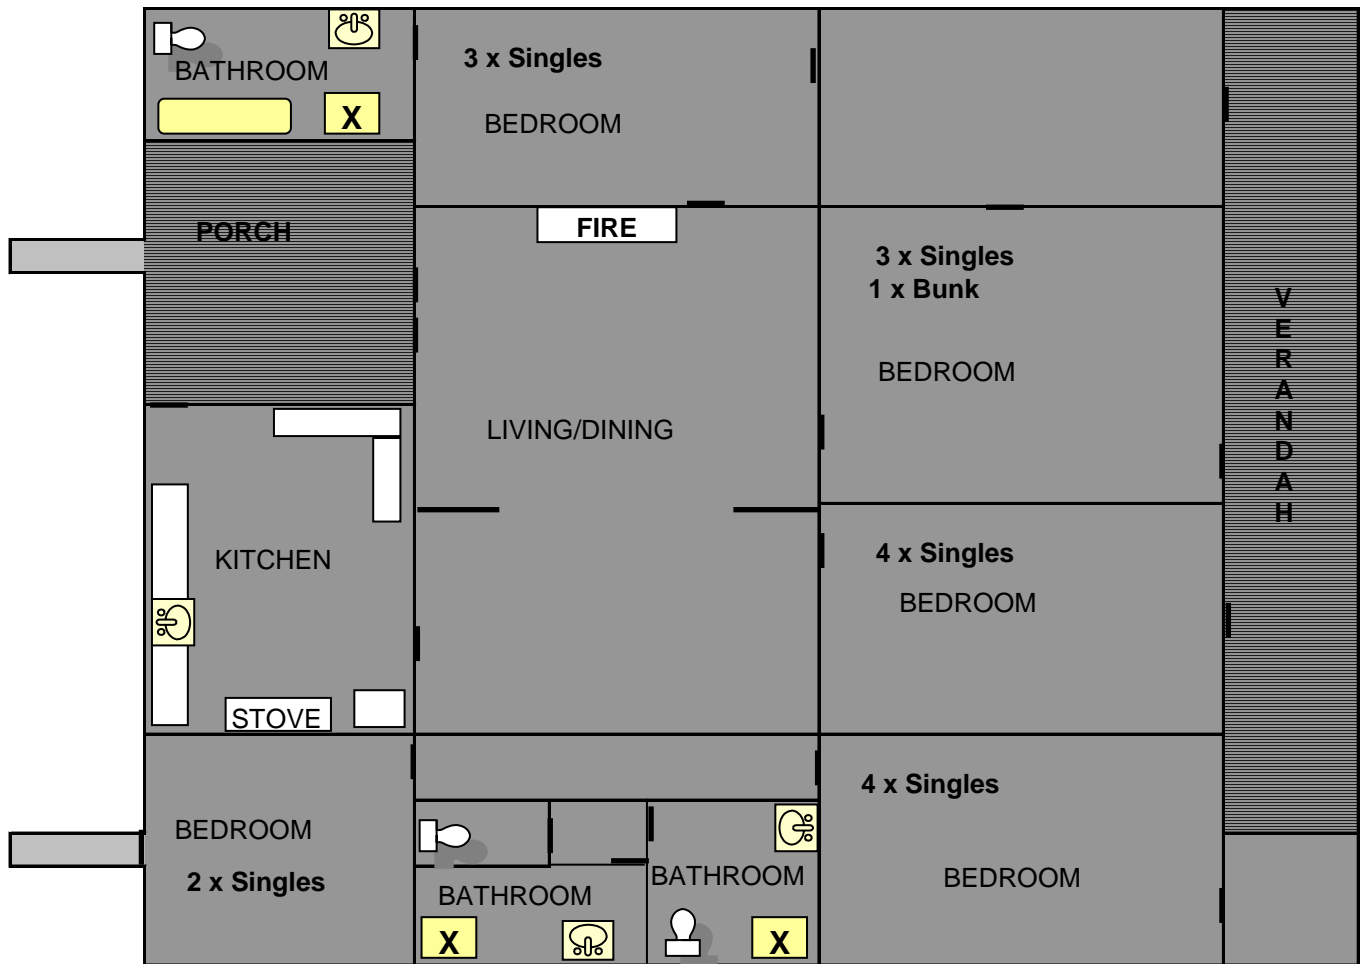 BATHROOM
X
3 x Singles
BEDROOM
PORCH
FIRE
3 x Singles
1 x Bunk
BEDROOM
VERANDAH
LIVING/DINING
KITCHEN
4 x Singles
BEDROOM
STOVE
BEDROOM
2 x Singles
BATHROOM
X
BATHROOM
X
4 x Singles
BEDROOM